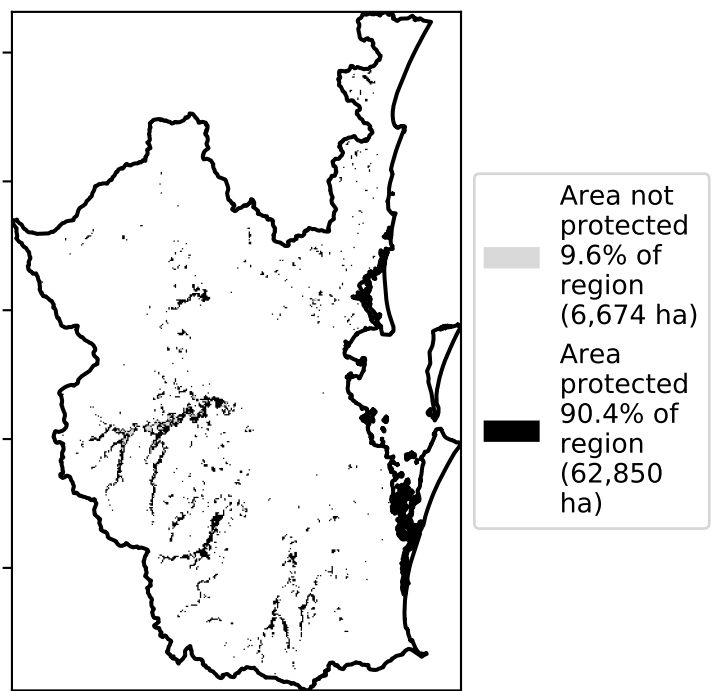 Area not
protected
9.6% of
region
(6,674 ha)
Area
protected
90.4% of
region
(62,850
ha)